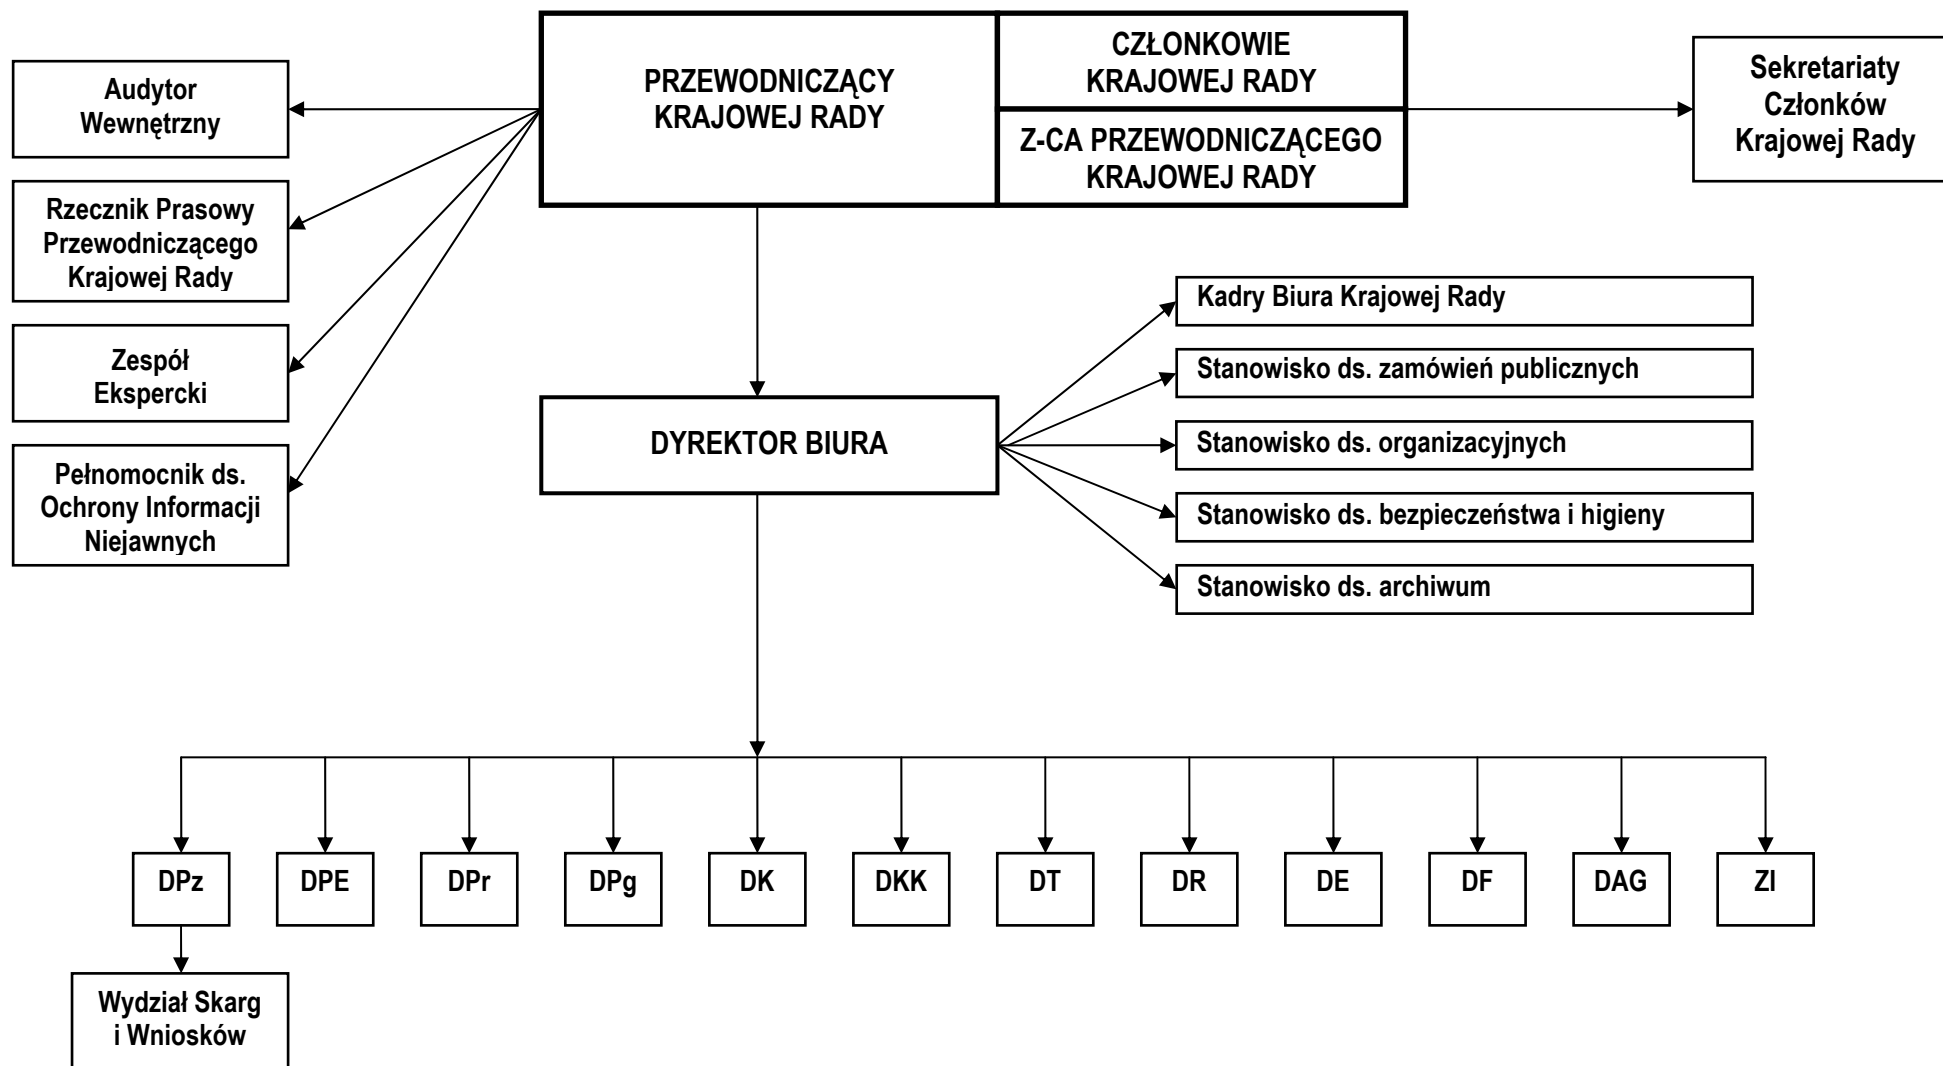 PRZEWODNICZĄCY
KRAJOWEJ RADY
CZŁONKOWIE
KRAJOWEJ RADY
Z-CA PRZEWODNICZĄCEGO
KRAJOWEJ RADY
Sekretariaty
Członków
Krajowej Rady
Audytor
Wewnętrzny
Rzecznik Prasowy
Przewodniczącego
Krajowej Rady
Zespół
Ekspercki
Pełnomocnik ds.
Ochrony Informacji
Niejawnych
DYREKTOR BIURA
Kadry Biura Krajowej Rady
Stanowisko ds. zamówień publicznych
Stanowisko ds. organizacyjnych
Stanowisko ds. bezpieczeństwa i higieny
Stanowisko ds. archiwum
DPz
DPE
DPr
DPg
DK
DKK
DT
DR
DE
DF
DAG
ZI
Wydział Skarg
i Wniosków